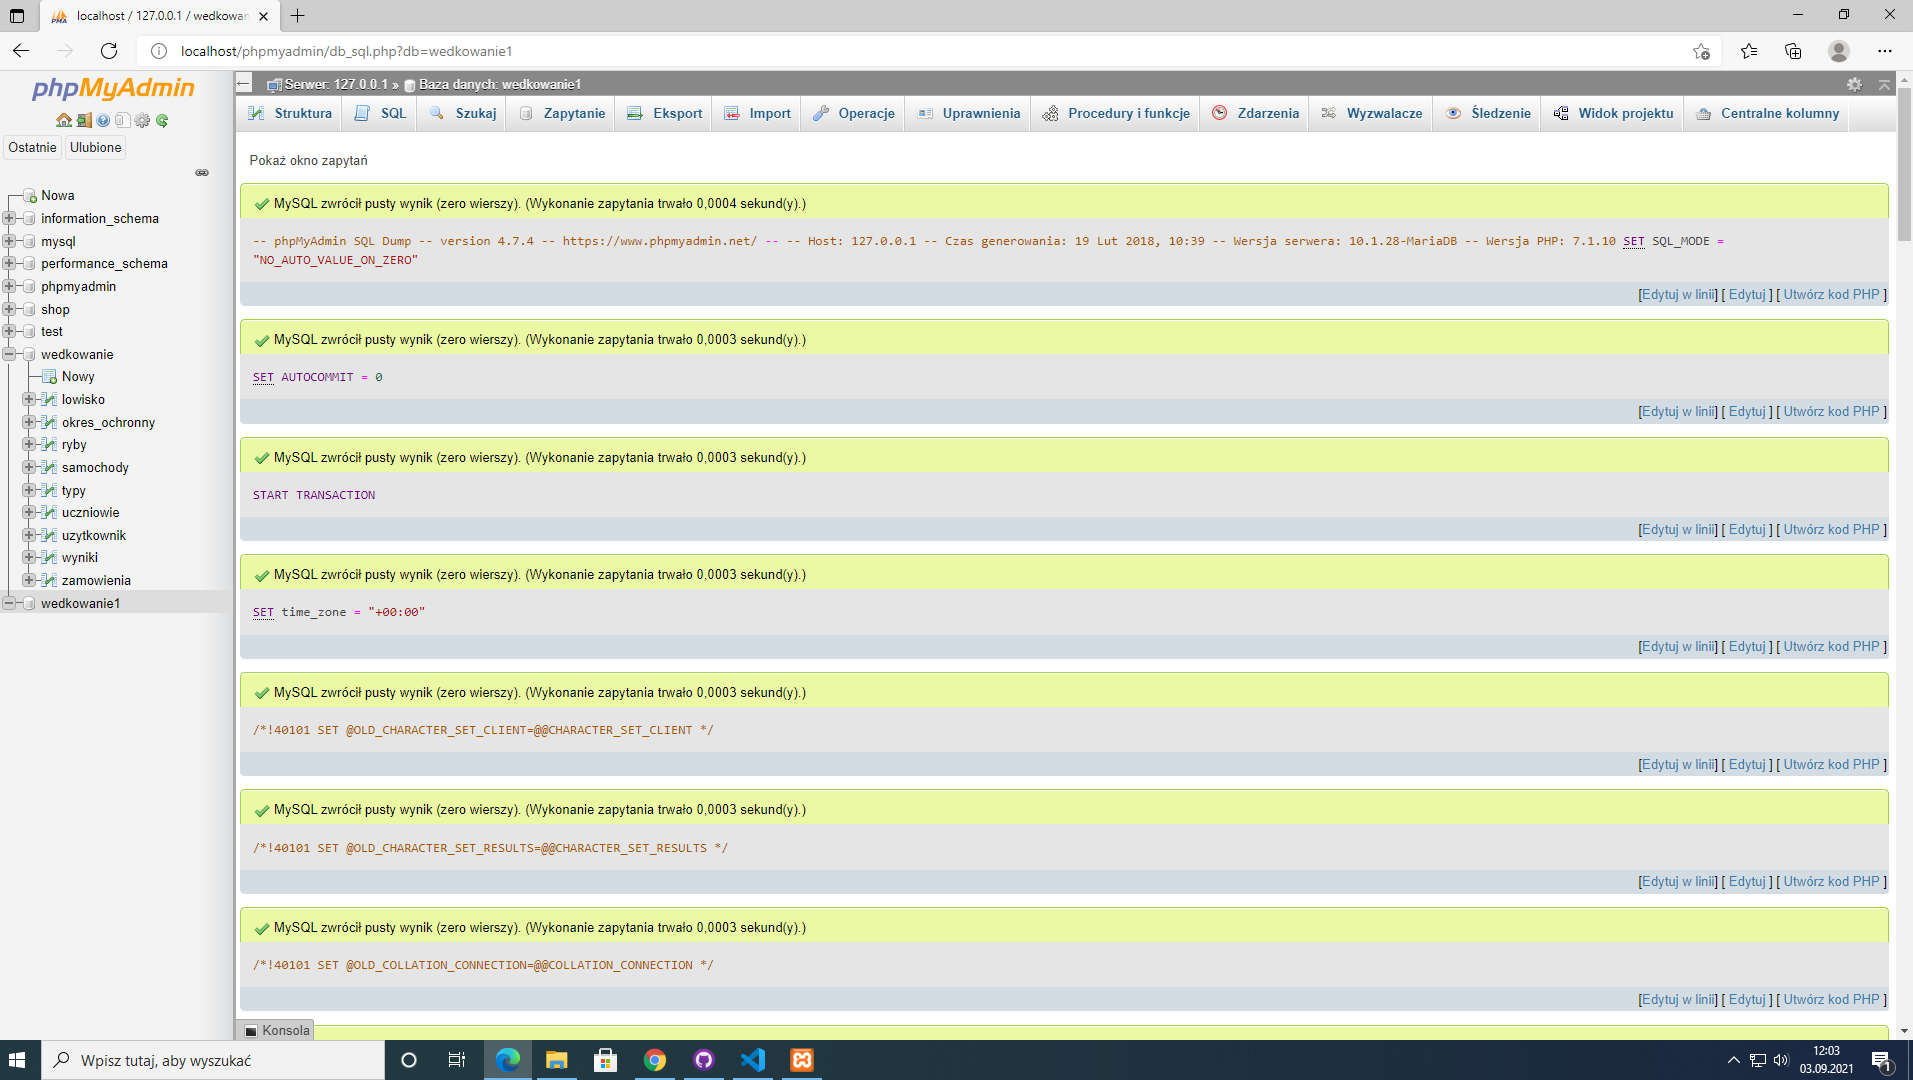 localhost / 127.0.0.1 / wedkowan
localhost/phpmyadmin/db_sql.php?db=wedkowanie1
phpMyAdmin
Ostatnie Ulubione
Nowa
information_schema
mysql
performance_schema
phpmyadmin
shop
test
wedkowanie
Nowy
lowisko
okres_ochronny
ryby
samochody
typy
uczniowie
uzytkownik
wyniki
zamowienia
wedkowanie1
Serwer: 127.0.0.1 » Baza danych: wedkowanie1
Struktura SQL Szukaj Zapytanie Eksport Import Operacje Uprawnienia Procedury i funkcje Zdarzenia Wyzwalacze Śledzenie Widok projektu Centralne kolumny
Pokaż okno zapytań
MySQL zwrócił pusty wynik (zero wierszy). (Wykonanie zapytania trwało 0,0004 sekund(y).)
-- phpMyAdmin SQL Dump -- version 4.7.4 -- https://www.phpmyadmin.net/ -- -- Host: 127.0.0.1 -- Czas generowania: 19 Lut 2018, 10:39 -- Wersja serwera: 10.1.28-MariaDB -- Wersja PHP: 7.1.10 SET SQL_MODE =
"NO_AUTO_VALUE_ON_ZERO"
[Edytuj w linii] [ Edytuj ] [ Utwórz kod PHP ]
MySQL zwrócił pusty wynik (zero wierszy). (Wykonanie zapytania trwało 0,0003 sekund(y).)
SET AUTOCOMMIT = 0
[Edytuj w linii] [ Edytuj ] [ Utwórz kod PHP ]
MySQL zwrócił pusty wynik (zero wierszy). (Wykonanie zapytania trwało 0,0003 sekund(y).)
START TRANSACTION
[Edytuj w linii] [ Edytuj ] [ Utwórz kod PHP ]
MySQL zwrócił pusty wynik (zero wierszy). (Wykonanie zapytania trwało 0,0003 sekund(y).)
SET time_zone = "+00:00"
[Edytuj w linii] [ Edytuj ] [ Utwórz kod PHP ]
MySQL zwrócił pusty wynik (zero wierszy). (Wykonanie zapytania trwało 0,0003 sekund(y).)
/*!40101 SET @OLD_CHARACTER_SET_CLIENT=@@CHARACTER_SET_CLIENT */
[Edytuj w linii] [ Edytuj ] [ Utwórz kod PHP ]
MySQL zwrócił pusty wynik (zero wierszy). (Wykonanie zapytania trwało 0,0003 sekund(y).)
/*!40101 SET @OLD_CHARACTER_SET_RESULTS=@@CHARACTER_SET_RESULTS */
[Edytuj w linii] [ Edytuj ] [ Utwórz kod PHP ]
MySQL zwrócił pusty wynik (zero wierszy). (Wykonanie zapytania trwało 0,0003 sekund(y).)
/*!40101 SET @OLD_COLLATION_CONNECTION=@@COLLATION_CONNECTION */
[Edytuj w linii] [ Edytuj ] [ Utwórz kod PHP ]
Konsola
Wpisz tutaj, aby wyszukać
12:03
03.09.2021
1